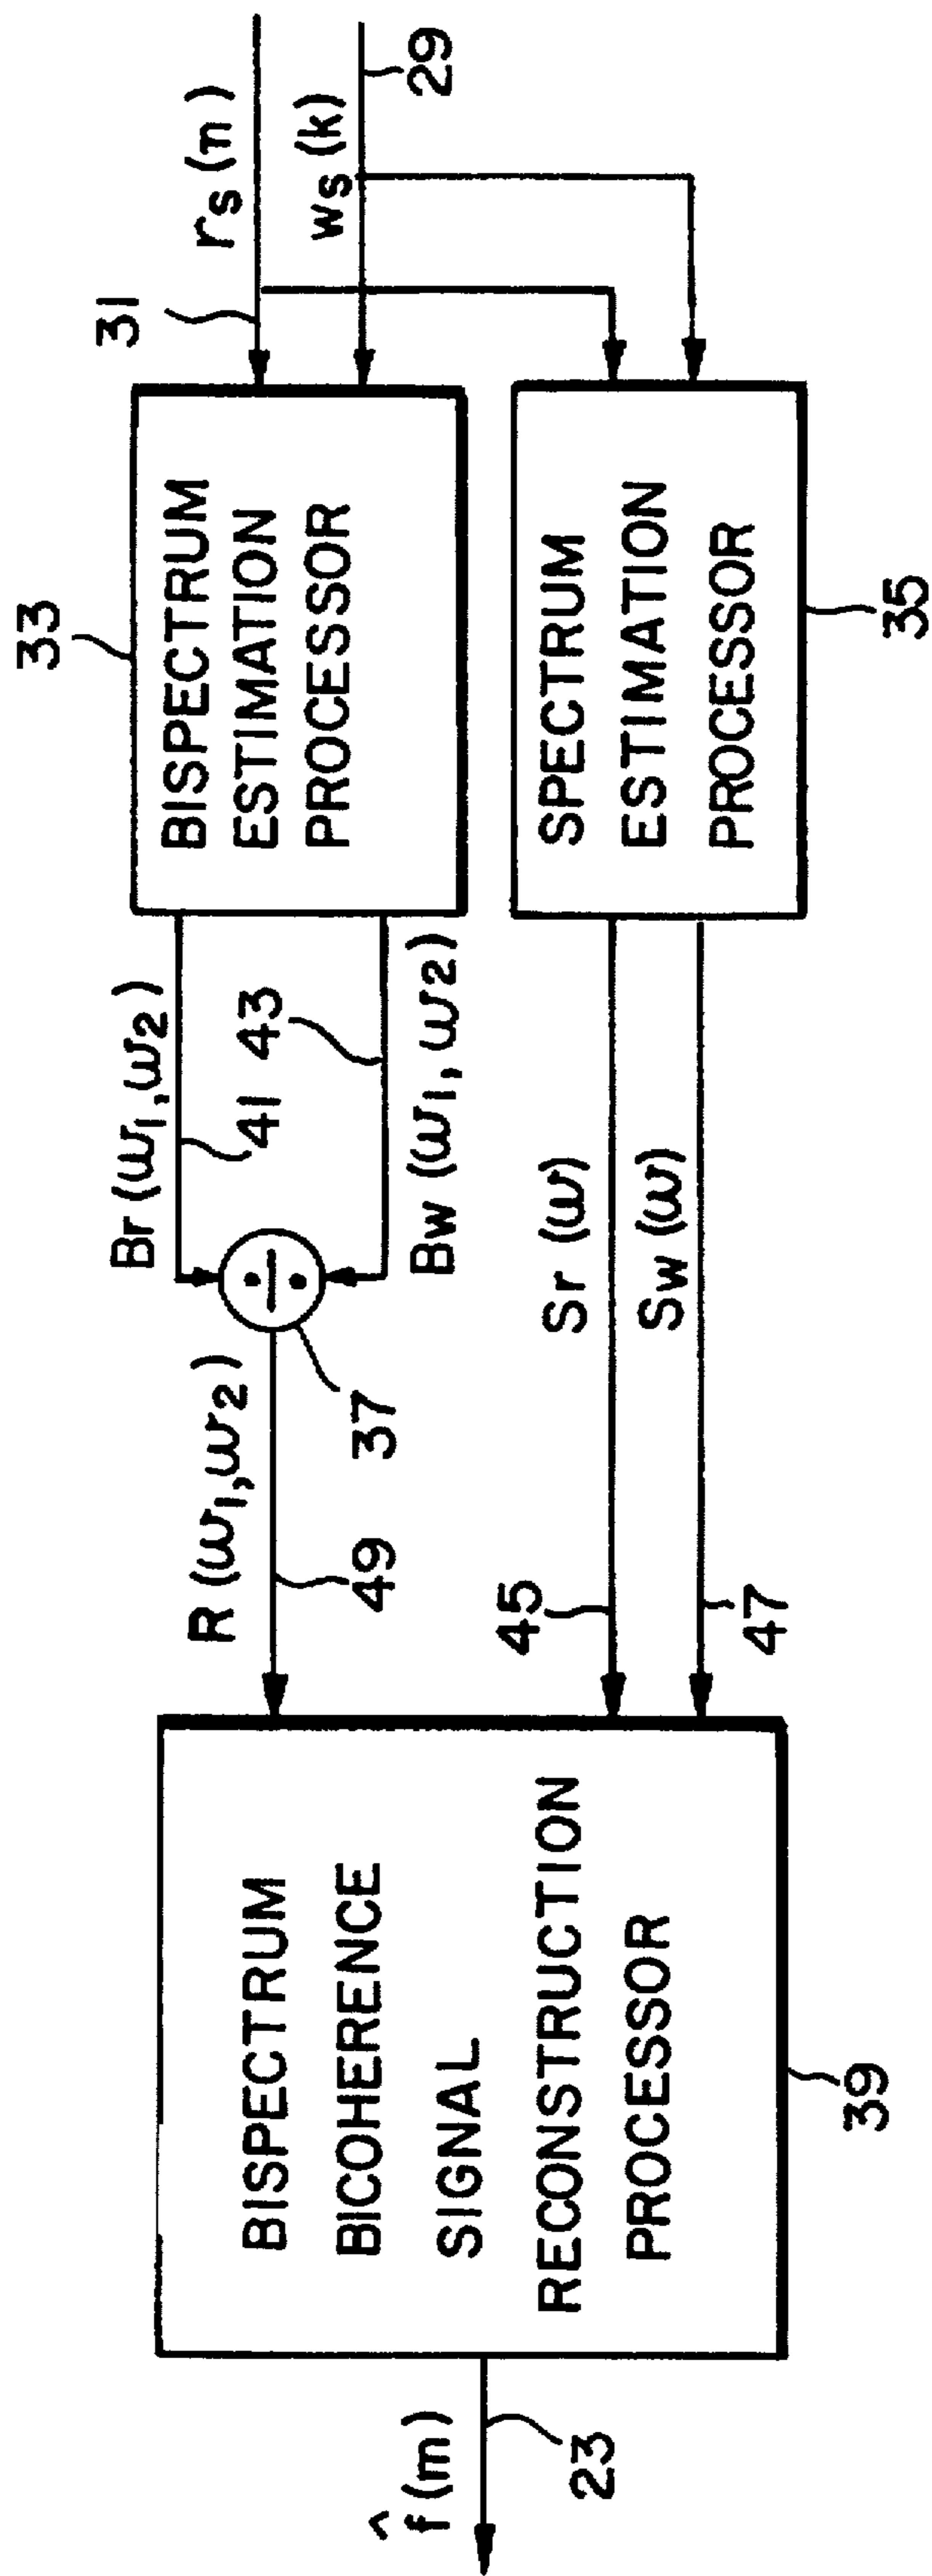 rs (n)
31
ws (k)
29
33
BISPECTRUM
ESTIMATION
PROCESSOR
SPECTRUM
ESTIMATION
PROCESSOR
35
Br (ω1, ω2)
41
43
Bw (ω1, ω2)
37
R (ω1, ω2)
49
Sr (ω)
45
Sw (ω)
47
BISPECTRUM
BICOHERENCE
SIGNAL
RECONSTRUCTION
PROCESSOR
39
f̂ (m)
23